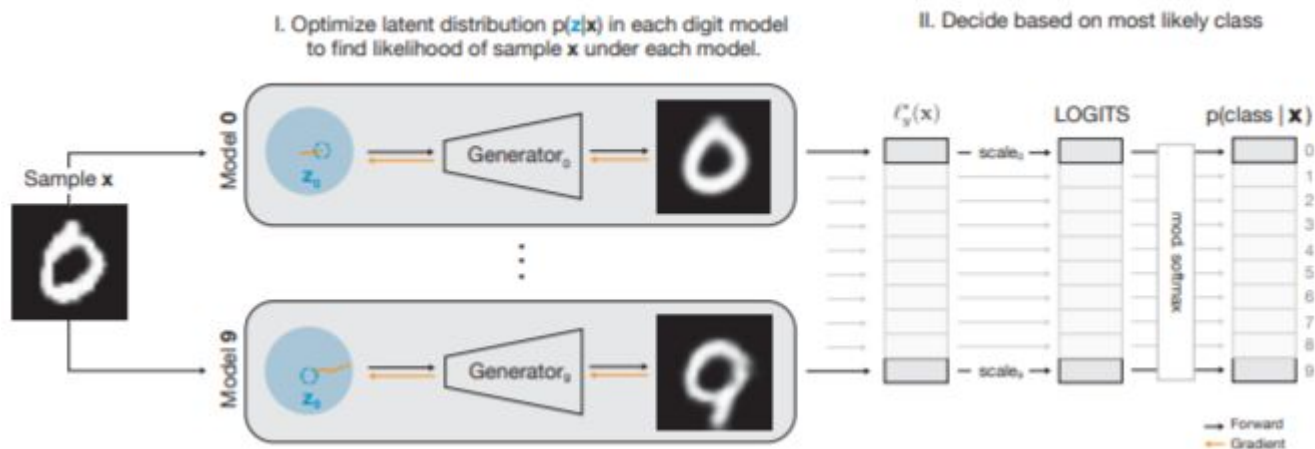 I. Optimize latent distribution p(z|x) in each digit model
to find likelihood of sample x under each model.
II. Decide based on most likely class
Sample x
Model 0
z₀
Generator₀
Model 9
z₉
Generator₉
ℓ*ᵧ(x)
LOGITS
p(class | x)
scale₀
scale₉
mod. softmax
0
1
2
3
4
5
6
7
8
9
Forward
Gradient